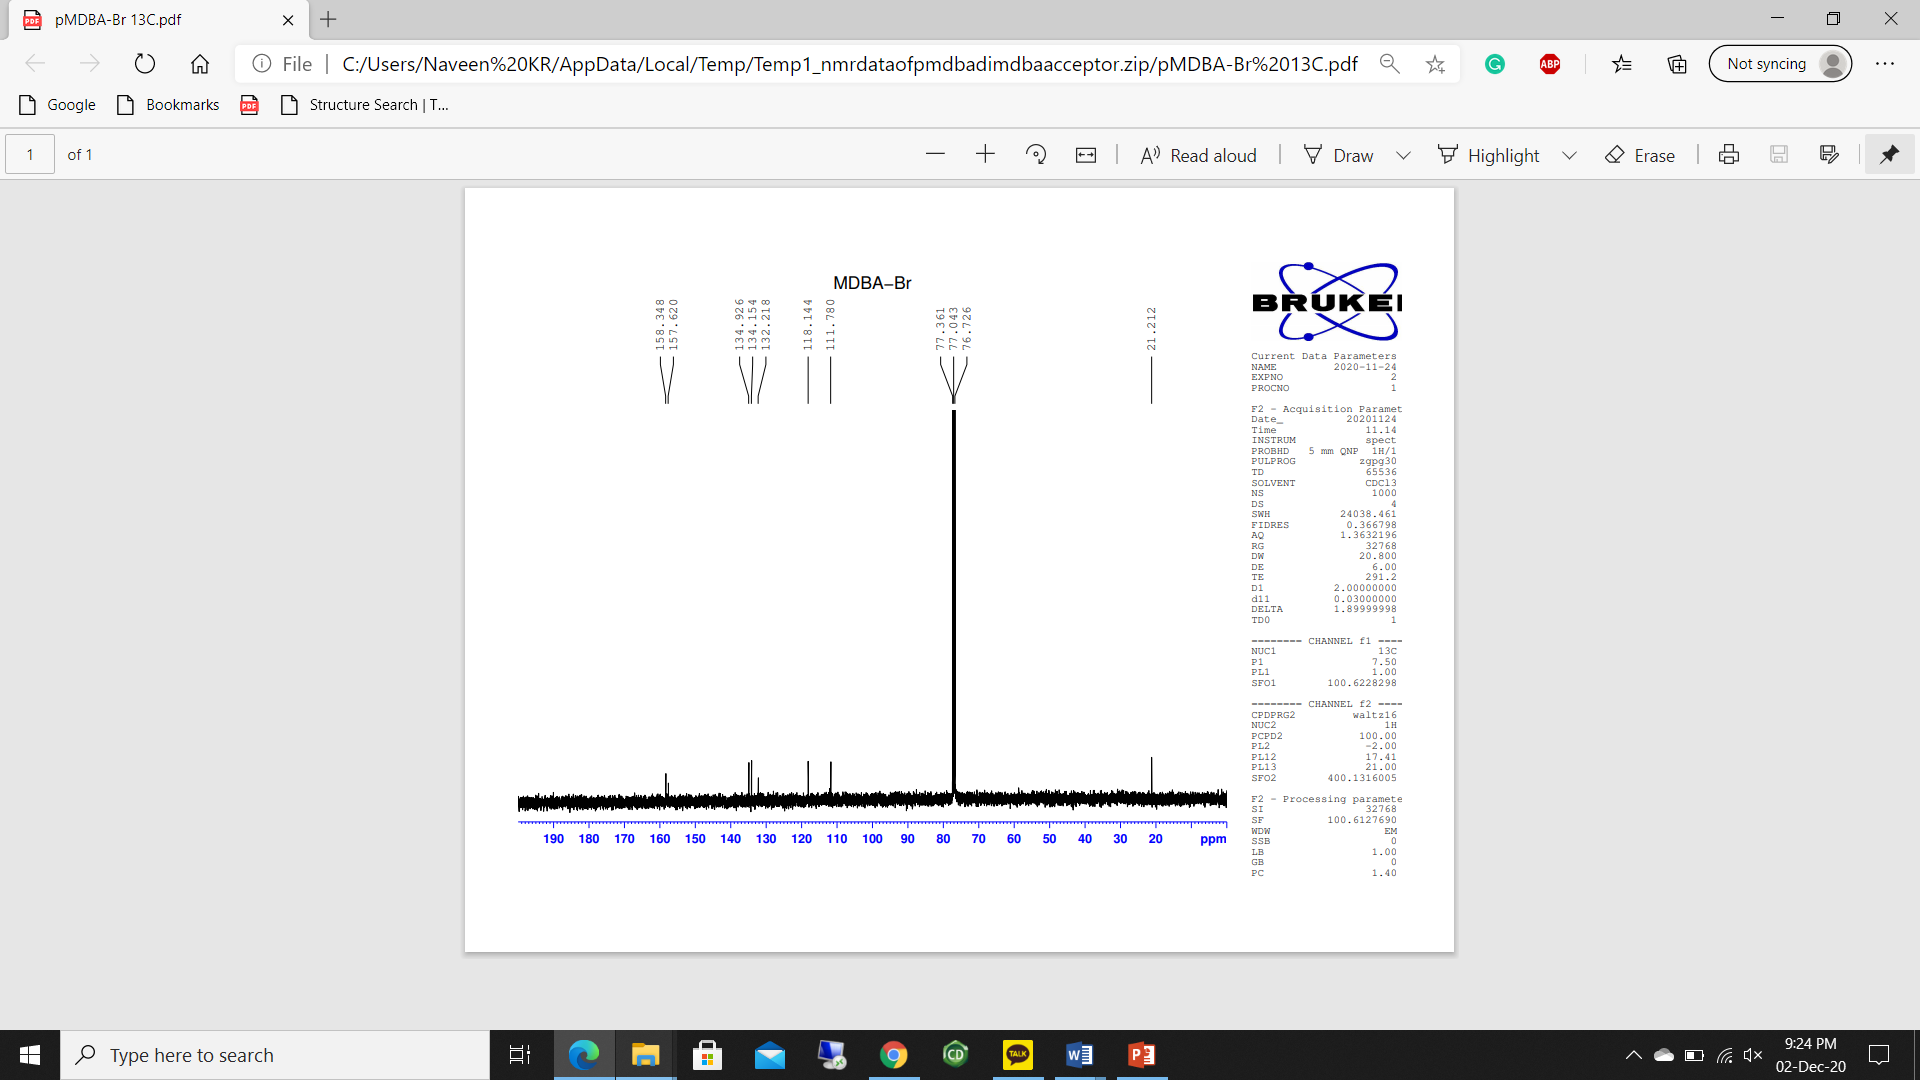 pMDBA-Br 13C.pdf
File
C:/Users/Naveen%20KR/AppData/Local/Temp/Temp1_nmrdataofpmdbadimdbaacceptor.zip/pMDBA-Br%2013C.pdf
ABP
Not syncing
Google
Bookmarks
PDF
Structure Search | T...
1 of 1
Read aloud
Draw
Highlight
Erase
MDBA-Br
158.348
157.620
134.926
134.154
132.218
118.144
111.780
77.361
77.043
76.726
21.212
190 180 170 160 150 140 130 120 110 100 90 80 70 60 50 40 30 20 ppm
BRUKE
Current Data Parameters
NAME 2020-11-24
EXPNO 2
PROCNO 1
F2 - Acquisition Paramet
Date_ 20201124
Time 11.14
INSTRUM spect
PROBHD 5 mm QNP 1H/1
PULPROG zgpg30
TD 65536
SOLVENT CDCl3
NS 1000
DS 4
SWH 24038.461
FIDRES 0.366798
AQ 1.3632196
RG 32768
DW 20.800
DE 6.00
TE 291.2
D1 2.00000000
d11 0.03000000
DELTA 1.89999998
TD0 1
======== CHANNEL f1 ====
NUC1 13C
P1 7.50
PL1 1.00
SFO1 100.6228298
======== CHANNEL f2 ====
CPDPRG2 waltz16
NUC2 1H
PCPD2 100.00
PL2 -2.00
PL12 17.41
PL13 21.00
SFO2 400.1316005
F2 - Processing paramete
SI 32768
SF 100.6127690
WDW EM
SSB 0
LB 1.00
GB 0
PC 1.40
Type here to search
CD
TALK
9:24 PM
02-Dec-20